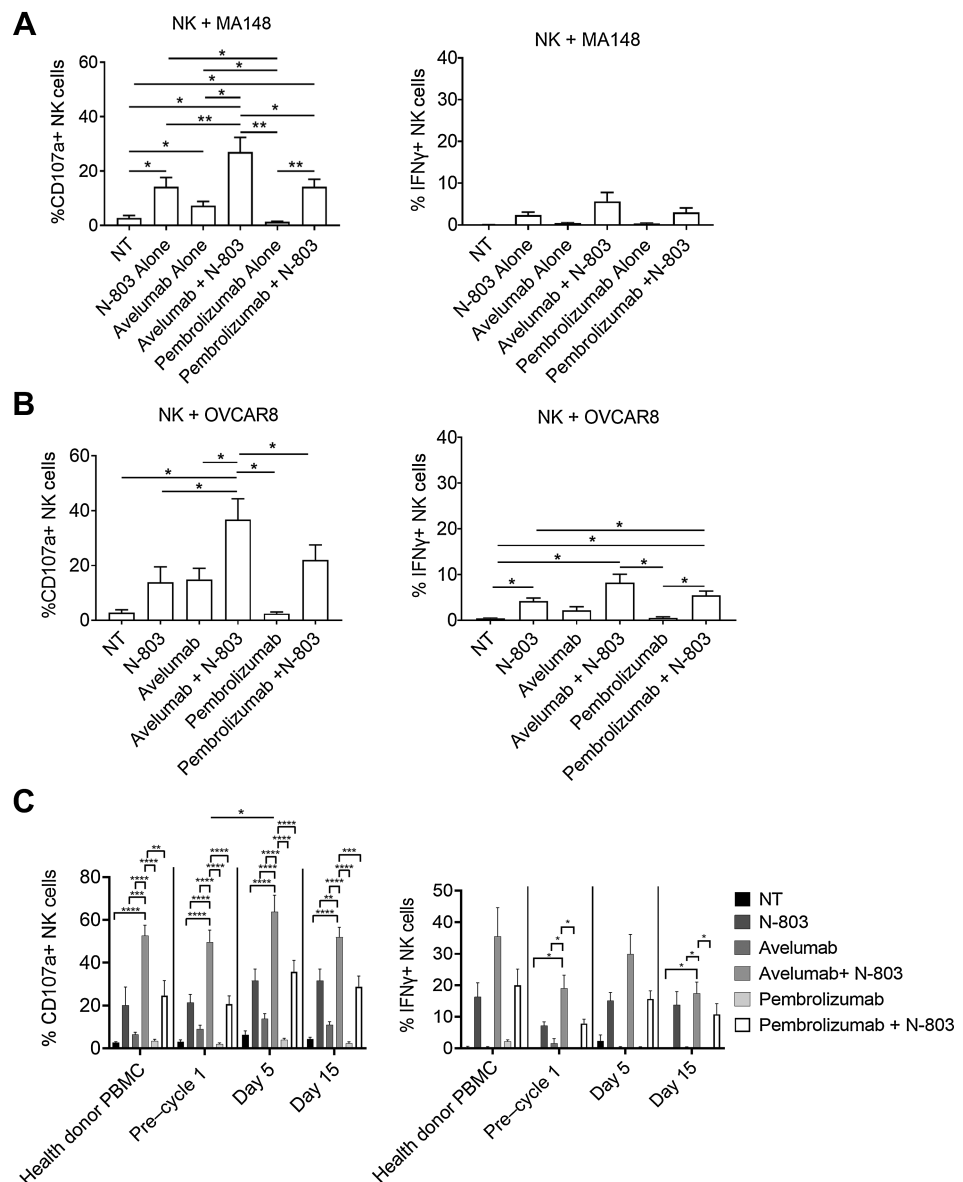 A
NK + MA148
%CD107a+ NK cells
60
40
20
0
*
*
*
*
*
*
**
**
*
*
**
NT
N-803 Alone
Avelumab Alone
Avelumab + N-803
Pembrolizumab Alone
Pembrolizumab + N-803
NK + MA148
% IFNγ+ NK cells
40
30
20
10
0
NT
N-803 Alone
Avelumab Alone
Avelumab + N-803
Pembrolizumab Alone
Pembrolizumab +N-803
B
NK + OVCAR8
%CD107a+ NK cells
60
40
20
0
*
*
*
*
*
NT
N-803
Avelumab
Avelumab + N-803
Pembrolizumab
Pembrolizumab +N-803
NK + OVCAR8
% IFNγ+ NK cells
40
30
20
10
0
*
*
*
*
*
*
NT
N-803
Avelumab
Avelumab + N-803
Pembrolizumab
Pembrolizumab + N-803
C
% CD107a+ NK cells
80
60
40
20
0
*
**
****
****
***
****
****
****
****
****
****
****
****
****
****
****
***
****
****
**
****
Health donor PBMC
Pre–cycle 1
Day 5
Day 15
% IFNγ+ NK cells
50
40
30
20
10
0
*
*
*
*
*
*
Health donor PBMC
Pre–cycle 1
Day 5
Day 15
NT
N-803
Avelumab
Avelumab+ N-803
Pembrolizumab
Pembrolizumab + N-803